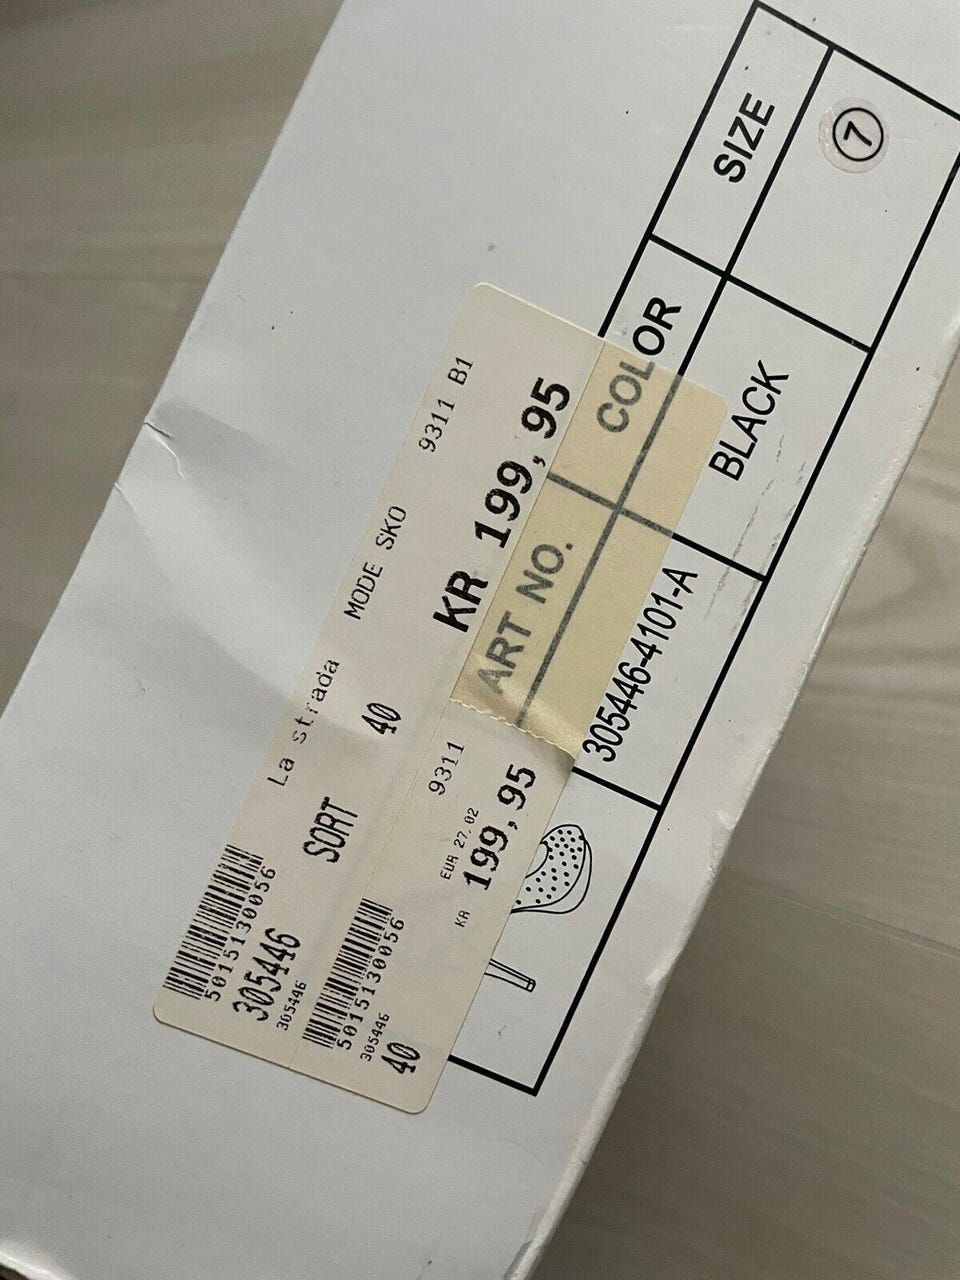 SIZE
7
COLOR
BLACK
ART NO.
305446-4101-A
La strada MODE SKO 9311 B1
5015130056 SORT 40
305446
305446
KR 199,95
5015130056
305446
40
9311
EUR 27.02
KR 199,95